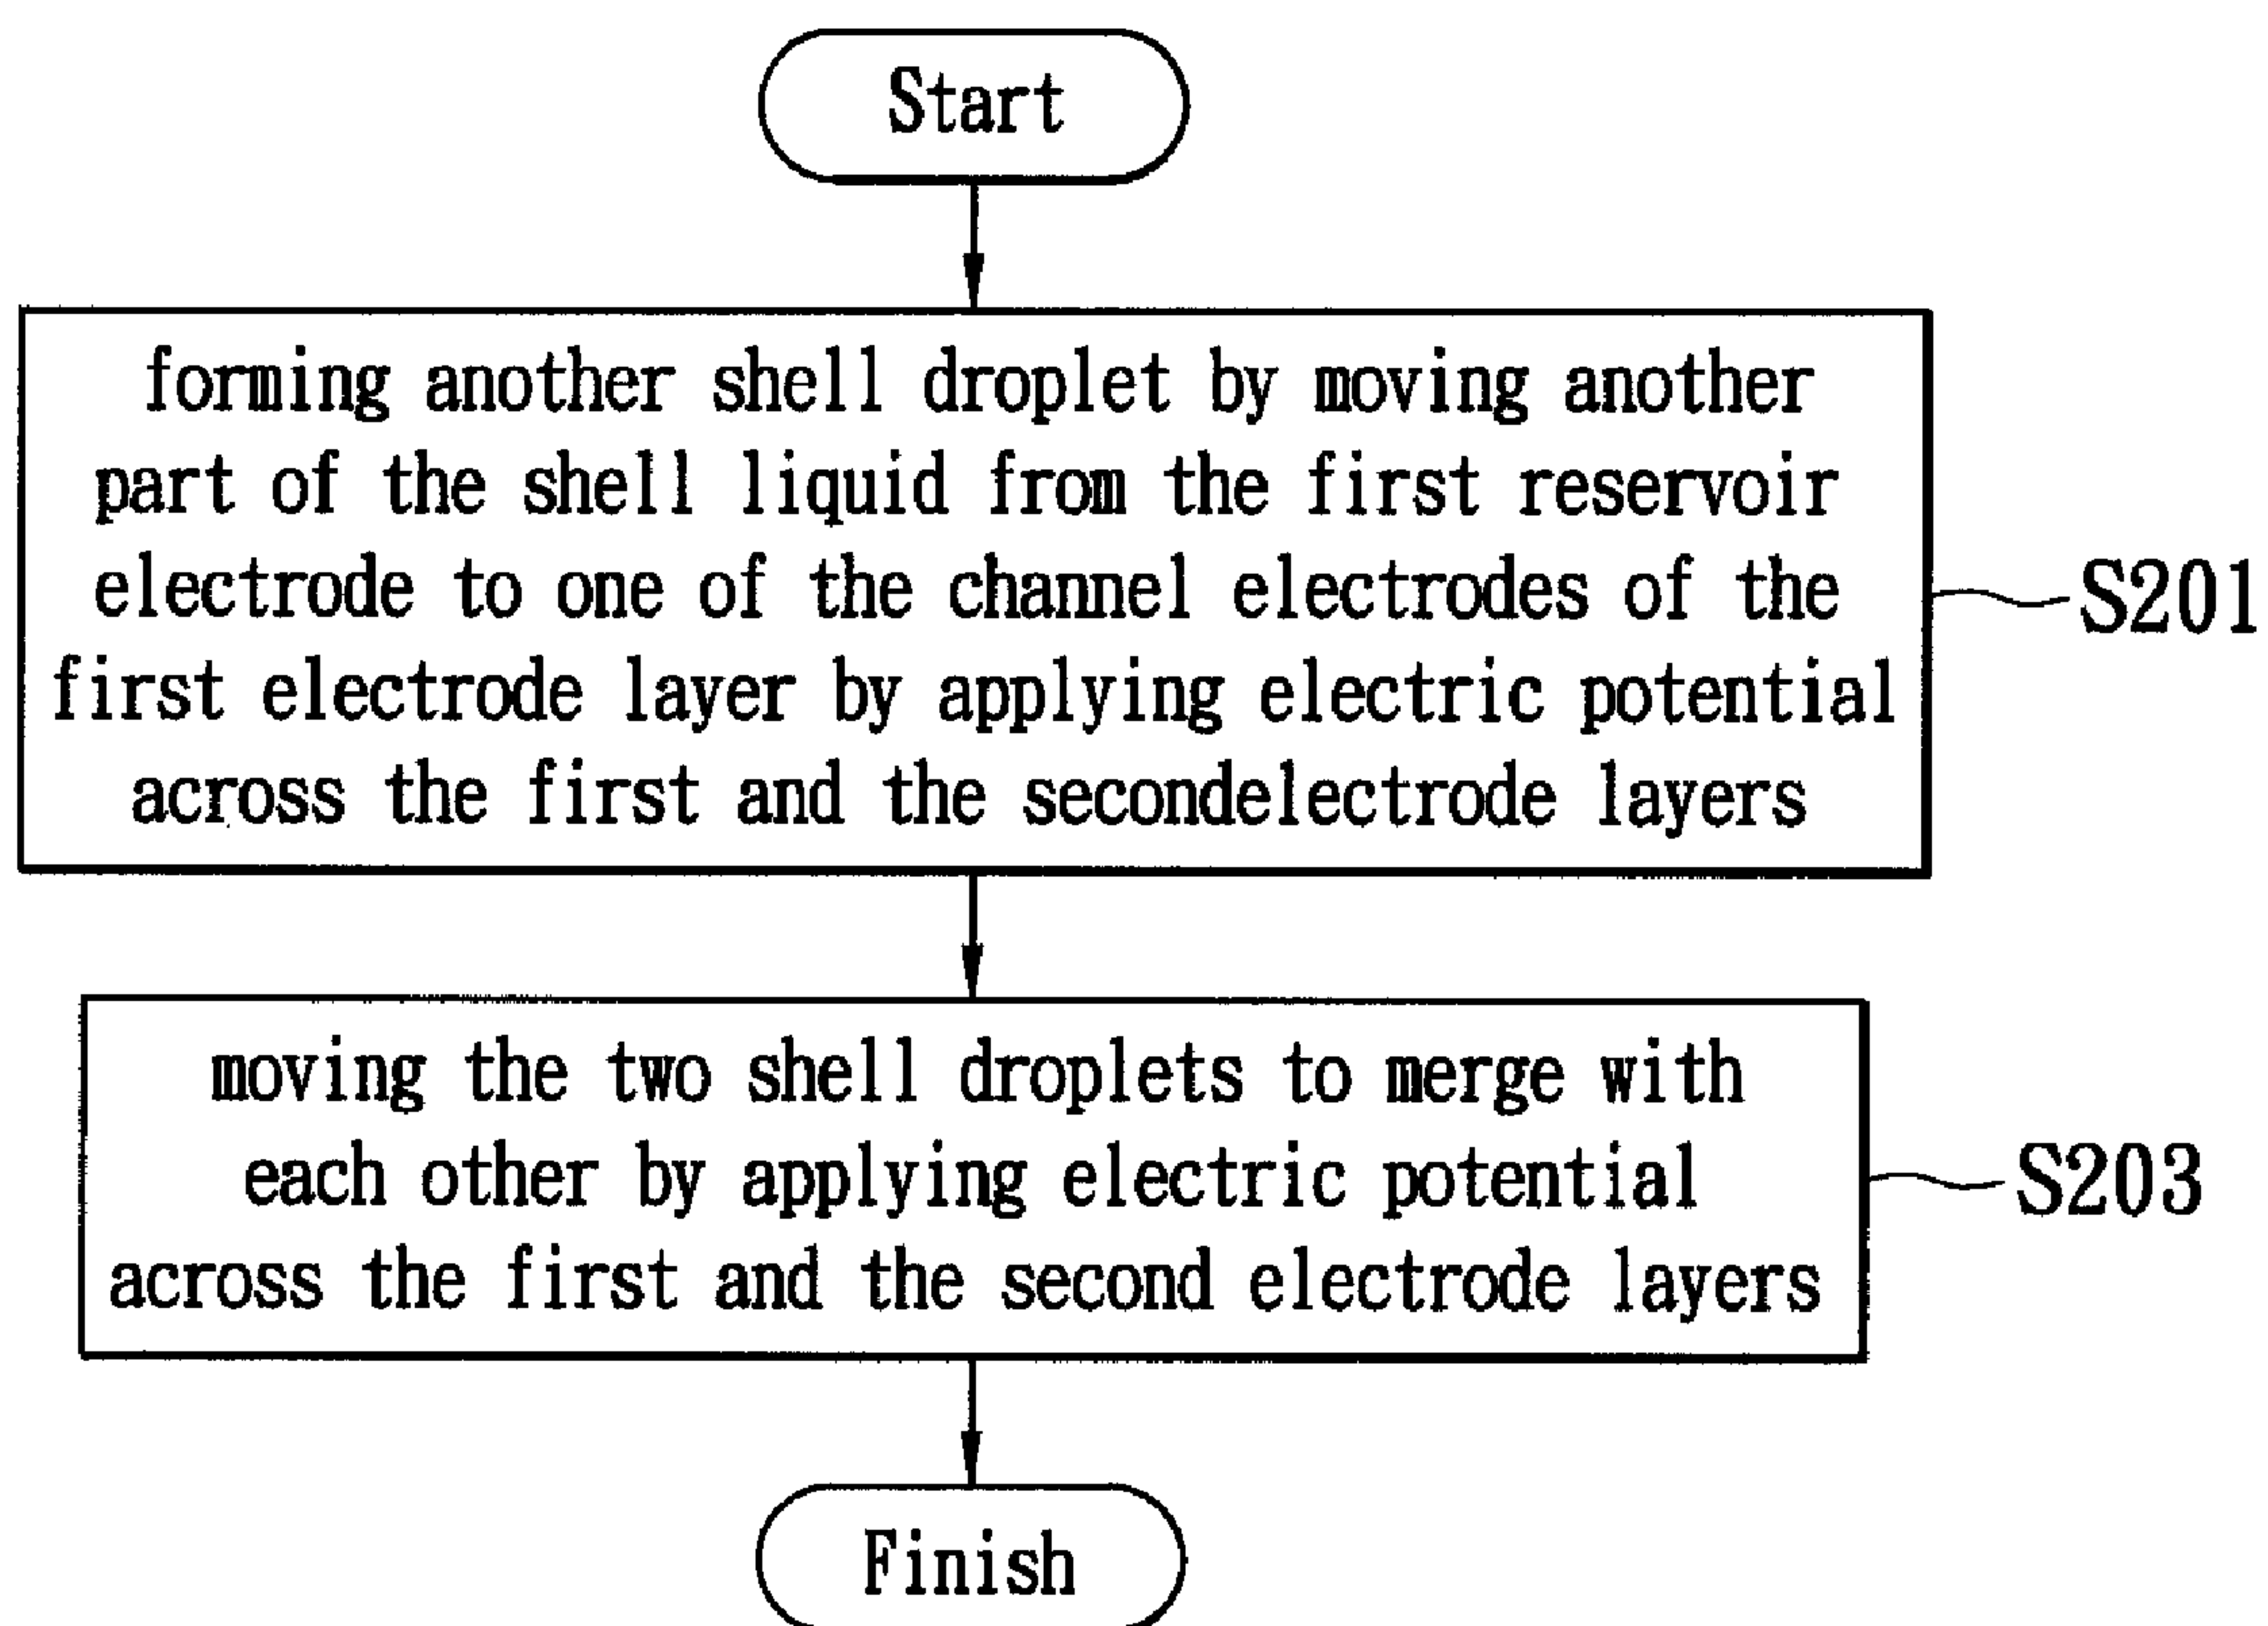 Start
forming another shell droplet by moving another
part of the shell liquid from the first reservoir
electrode to one of the channel electrodes of the
first electrode layer by applying electric potential
across the first and the secondelectrode layers
S201
moving the two shell droplets to merge with
each other by applying electric potential
across the first and the second electrode layers
S203
Finish